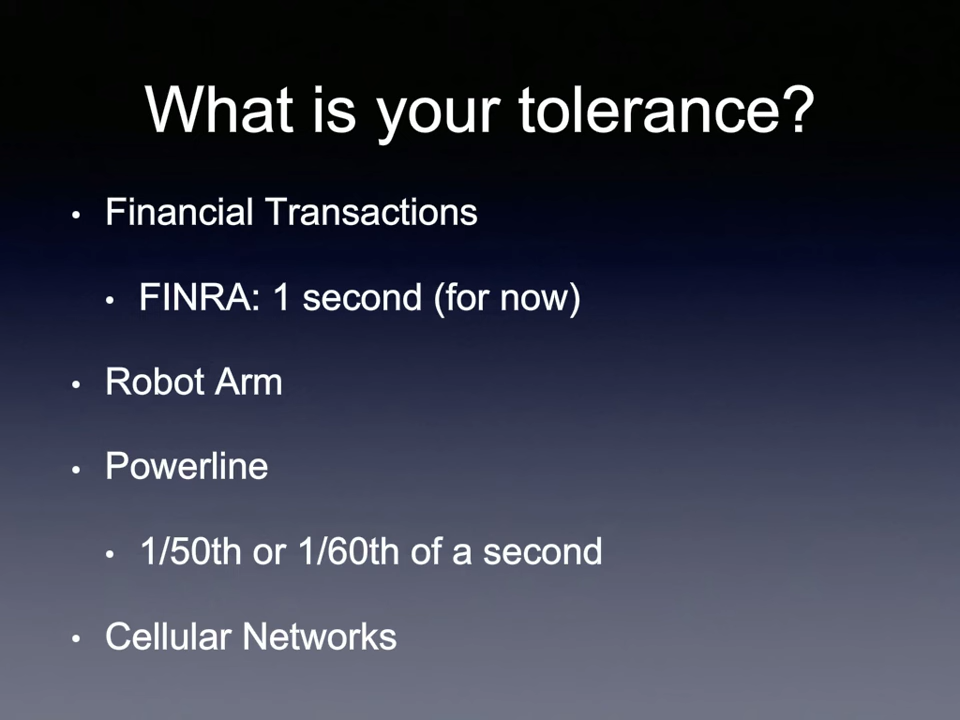 What is your tolerance?
• Financial Transactions
• FINRA: 1 second (for now)
• Robot Arm
• Powerline
• 1/50th or 1/60th of a second
• Cellular Networks